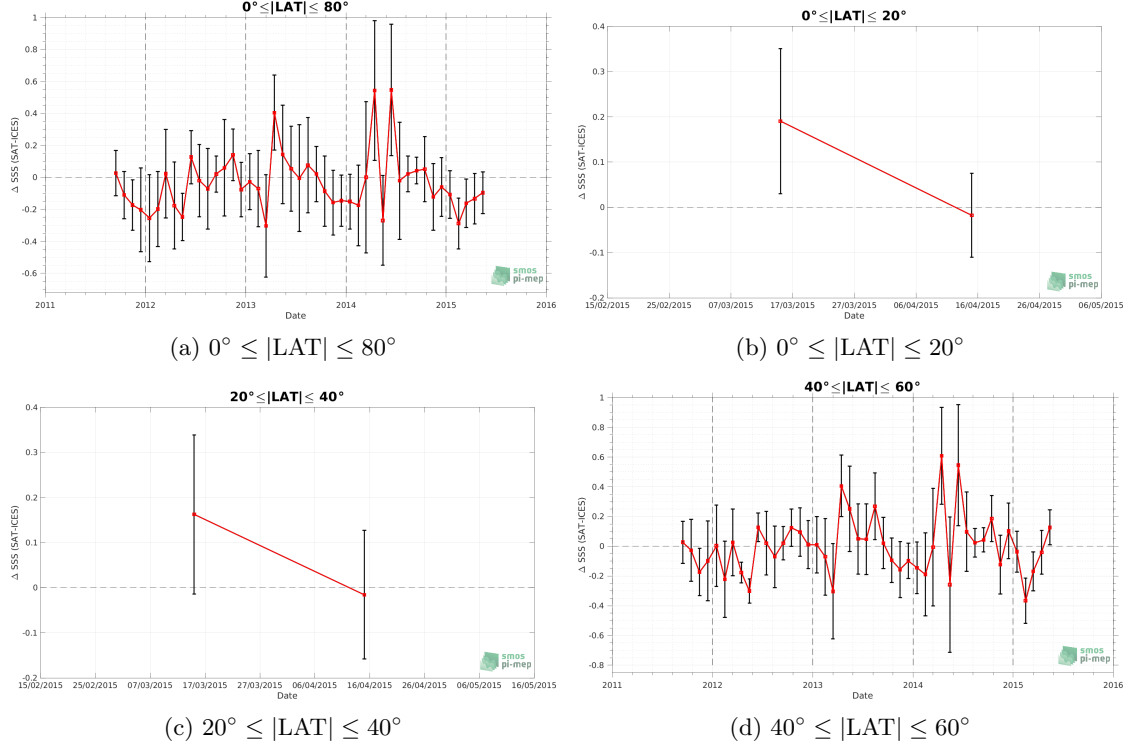 0°≤|LAT|≤ 80°
1
0.8
0.6
0.4
0.2
0
-0.2
-0.4
-0.6
Δ SSS (SAT-ICES)
2011 2012 2013 2014 2015 2016
Date
smos
pi-mep
(a) 0° ≤ |LAT| ≤ 80°
0°≤|LAT|≤ 20°
0.4
0.3
0.2
0.1
0
-0.1
-0.2
Δ SSS (SAT-ICES)
15/02/2015 25/02/2015 07/03/2015 17/03/2015 27/03/2015 06/04/2015 16/04/2015 26/04/2015 06/05/2015
Date
smos
pi-mep
(b) 0° ≤ |LAT| ≤ 20°
20°≤|LAT|≤ 40°
0.4
0.3
0.2
0.1
0
-0.1
-0.2
Δ SSS (SAT-ICES)
15/02/2015 25/02/2015 07/03/2015 17/03/2015 27/03/2015 06/04/2015 16/04/2015 26/04/2015 06/05/2015 16/05/2015
Date
smos
pi-mep
(c) 20° ≤ |LAT| ≤ 40°
40°≤|LAT|≤ 60°
1
0.8
0.6
0.4
0.2
0
-0.2
-0.4
-0.6
-0.8
Δ SSS (SAT-ICES)
2011 2012 2013 2014 2015 2016
Date
smos
pi-mep
(d) 40° ≤ |LAT| ≤ 60°